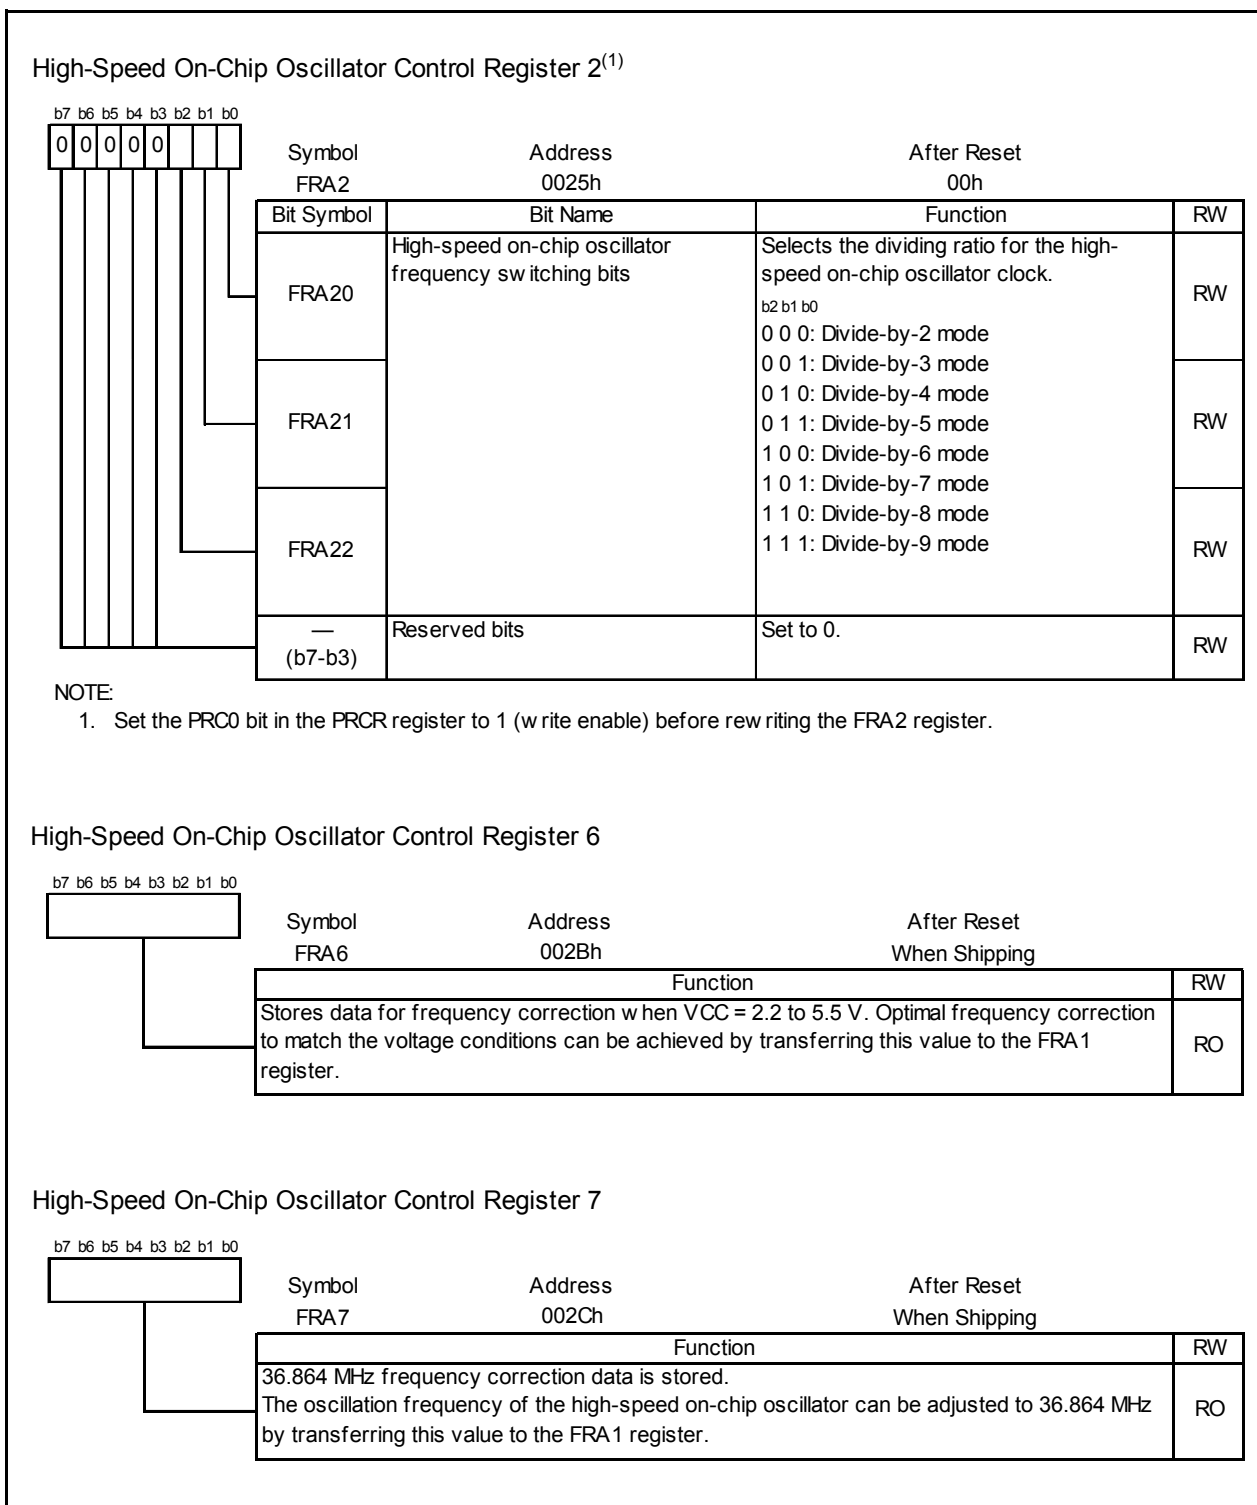 High-Speed On-Chip Oscillator Control Register 2(1)
b7 b6 b5 b4 b3 b2 b1 b0
0 0 0 0 0
Symbol Address After Reset
FRA2 0025h 00h
Bit Symbol Bit Name Function RW
FRA20 High-speed on-chip oscillator
frequency switching bits
Selects the dividing ratio for the high-
speed on-chip oscillator clock.
b2 b1 b0
0 0 0: Divide-by-2 mode
0 0 1: Divide-by-3 mode
0 1 0: Divide-by-4 mode
0 1 1: Divide-by-5 mode
1 0 0: Divide-by-6 mode
1 0 1: Divide-by-7 mode
1 1 0: Divide-by-8 mode
1 1 1: Divide-by-9 mode
RW
FRA21 RW
FRA22 RW
—
(b7-b3)
Reserved bits Set to 0. RW
NOTE:
1. Set the PRC0 bit in the PRCR register to 1 (write enable) before rewriting the FRA2 register.
High-Speed On-Chip Oscillator Control Register 6
b7 b6 b5 b4 b3 b2 b1 b0
Symbol Address After Reset
FRA6 002Bh When Shipping
Function RW
Stores data for frequency correction when VCC = 2.2 to 5.5 V. Optimal frequency correction
to match the voltage conditions can be achieved by transferring this value to the FRA1
register.
RO
High-Speed On-Chip Oscillator Control Register 7
b7 b6 b5 b4 b3 b2 b1 b0
Symbol Address After Reset
FRA7 002Ch When Shipping
Function RW
36.864 MHz frequency correction data is stored.
The oscillation frequency of the high-speed on-chip oscillator can be adjusted to 36.864 MHz
by transferring this value to the FRA1 register.
RO